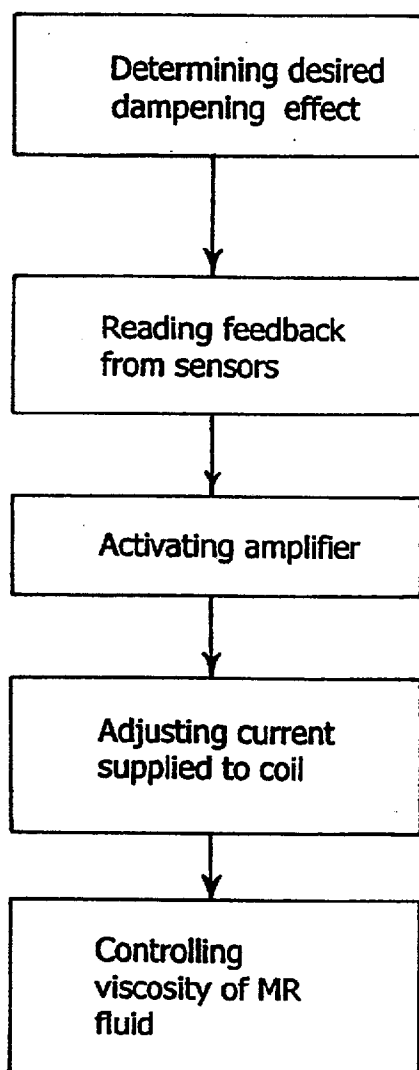 Determining desired
dampening effect
Reading feedback
from sensors
Activating amplifier
Adjusting current
supplied to coil
Controlling
viscosity of MR
fluid